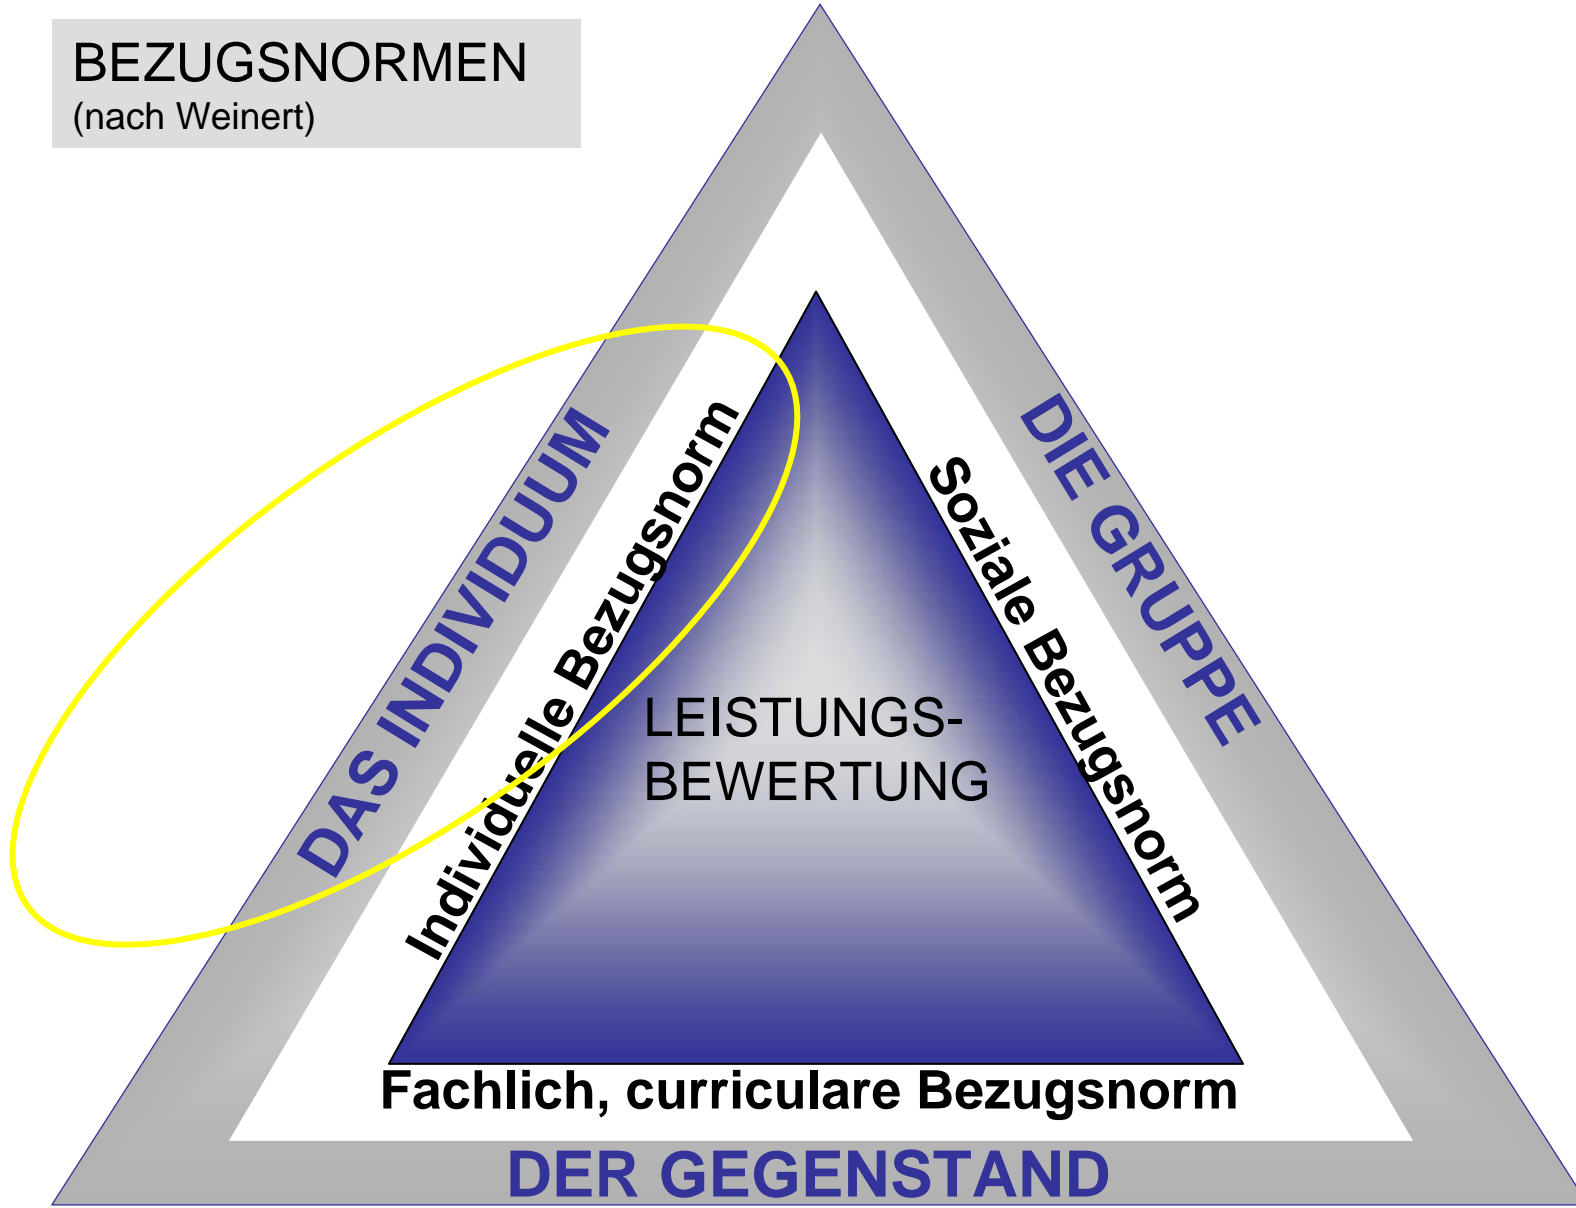 BEZUGSNORMEN
(nach Weinert)
DAS INDIVIDUUM
Individuelle Bezugsnorm
DIE GRUPPE
Soziale Bezugsnorm
LEISTUNGS-
BEWERTUNG
Fachlich, curriculare Bezugsnorm
DER GEGENSTAND